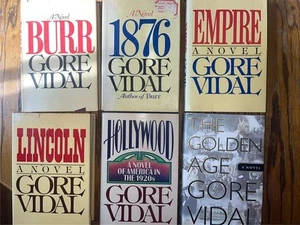 A Novel
BURR
GORE
VIDAL
A Novel
1876
GORE
VIDAL
Author of Burr
EMPIRE
A NOVEL
GORE
VIDAL
LINCOLN
A NOVEL
GORE
VIDAL
HOLLYWOOD
A NOVEL
OF AMERICA IN THE
1920s
GORE
VIDAL
THE
GOLDEN
AGE
A NOVEL
GORE
VIDAL